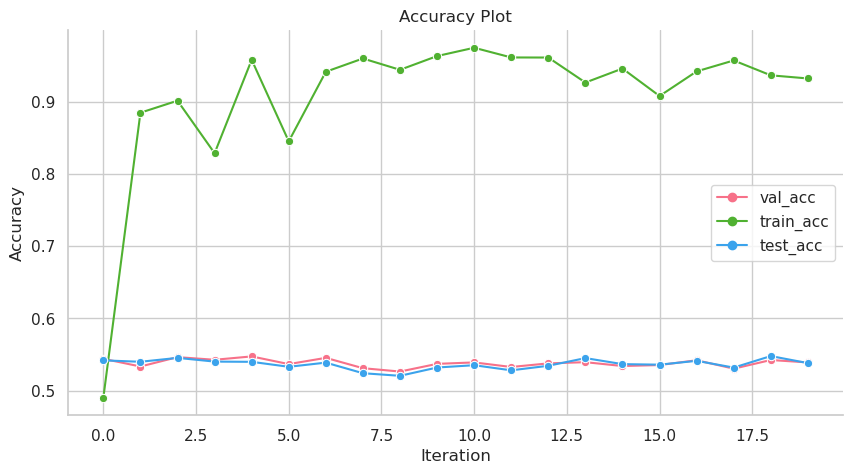 Accuracy Plot
Accuracy
0.9
0.8
0.7
0.6
0.5
val_acc
train_acc
test_acc
0.0 2.5 5.0 7.5 10.0 12.5 15.0 17.5
Iteration